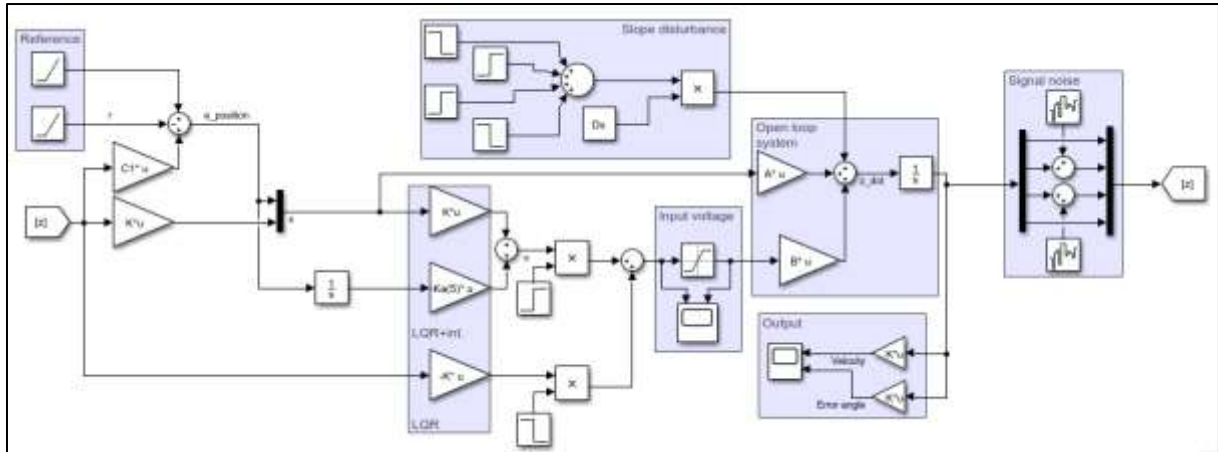 Reference
Slope disturbance
Signal noise
r
e_position
×
Ds
Open loop
system
C1* u
A* u
1
s
[z]
[z]
K*u
K*u
Input voltage
×
B* u
1
s
Ka(5)* u
LQR+int.
Output
K*u
Velocity
-K* u
×
K*u
Error angle
LQR